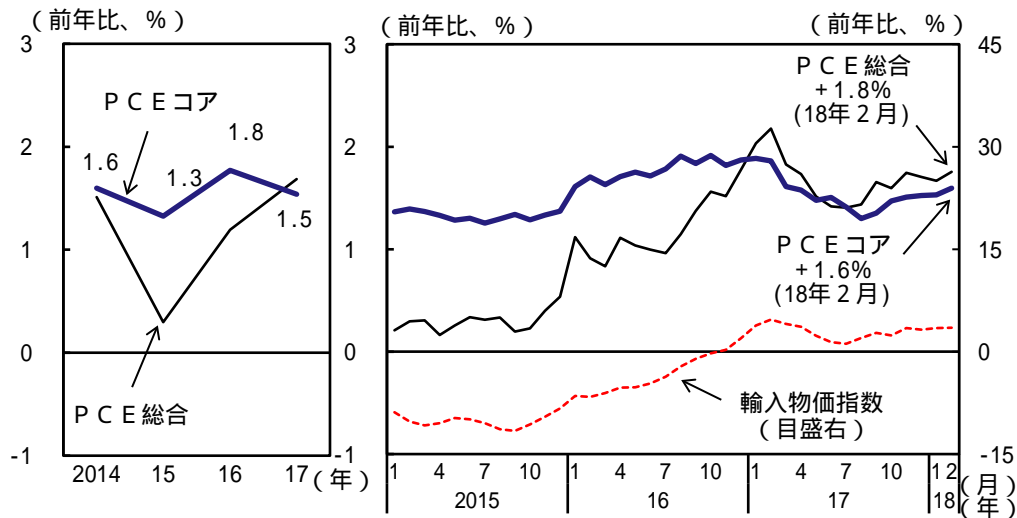 (前年比、%)
3
2
1
0
-1
PCEコア
1.6
1.3
1.8
1.5
PCE総合
2014 15 16 17
(年)
(前年比、%)
(前年比、%)
3
2
1
0
-1
45
30
15
0
-15
PCE総合
+1.8%
(18年2月)
PCEコア
+1.6%
(18年2月)
輸入物価指数
(目盛右)
1 4 7 10 1 4 7 10 1 4 7 10 1 2
(月)
2015 16 17 18
(年)